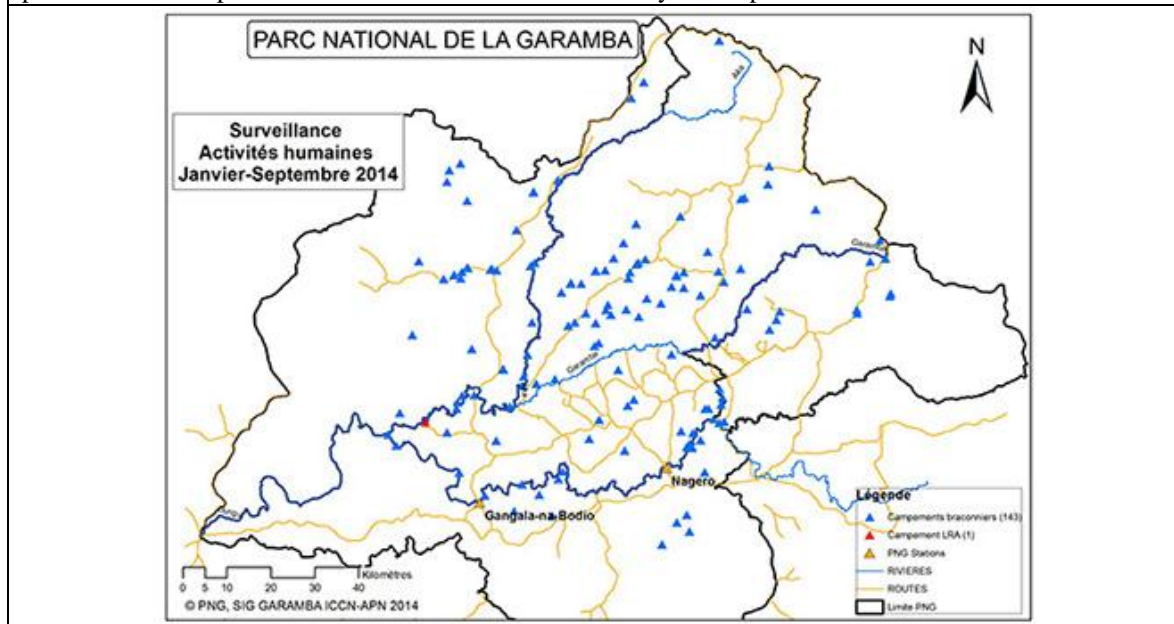 PARC NATIONAL DE LA GARAMBA
N
Surveillance
Activités humaines
Janvier-Septembre 2014
Aka
Garamba
Garamba
Nagero
Gangala-na-Bodio
Légende
Campements braconniers (143)
Campement LRA (1)
PNG Stations
RIVIERES
ROUTES
Limite PNG
0 5 10 20 30 40 Kilomètres
© PNG, SIG GARAMBA ICCN-APN 2014